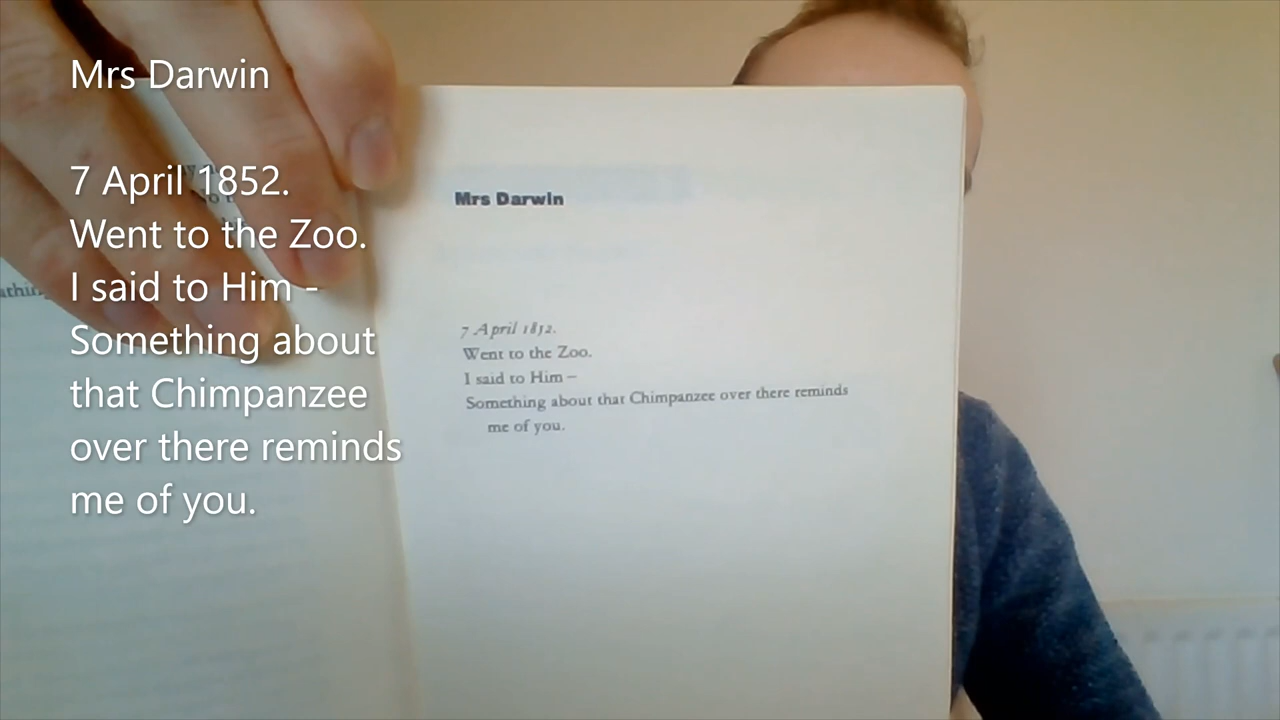 Mrs Darwin
7 April 1852.
Went to the Zoo.
I said to Him -
Something about
that Chimpanzee
over there reminds
me of you.
Mrs Darwin
7 April 1852.
Went to the Zoo.
I said to Him –
Something about that Chimpanzee over there reminds
me of you.